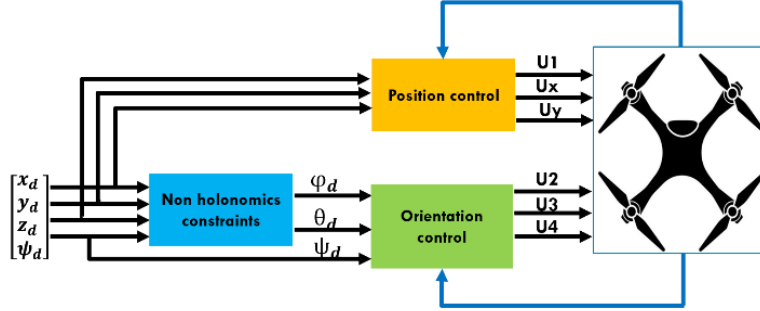 Position control
U1
Ux
Uy
x_d
y_d
z_d
ψ_d
Non holonomics
constraints
φ_d
θ_d
ψ_d
Orientation
control
U2
U3
U4